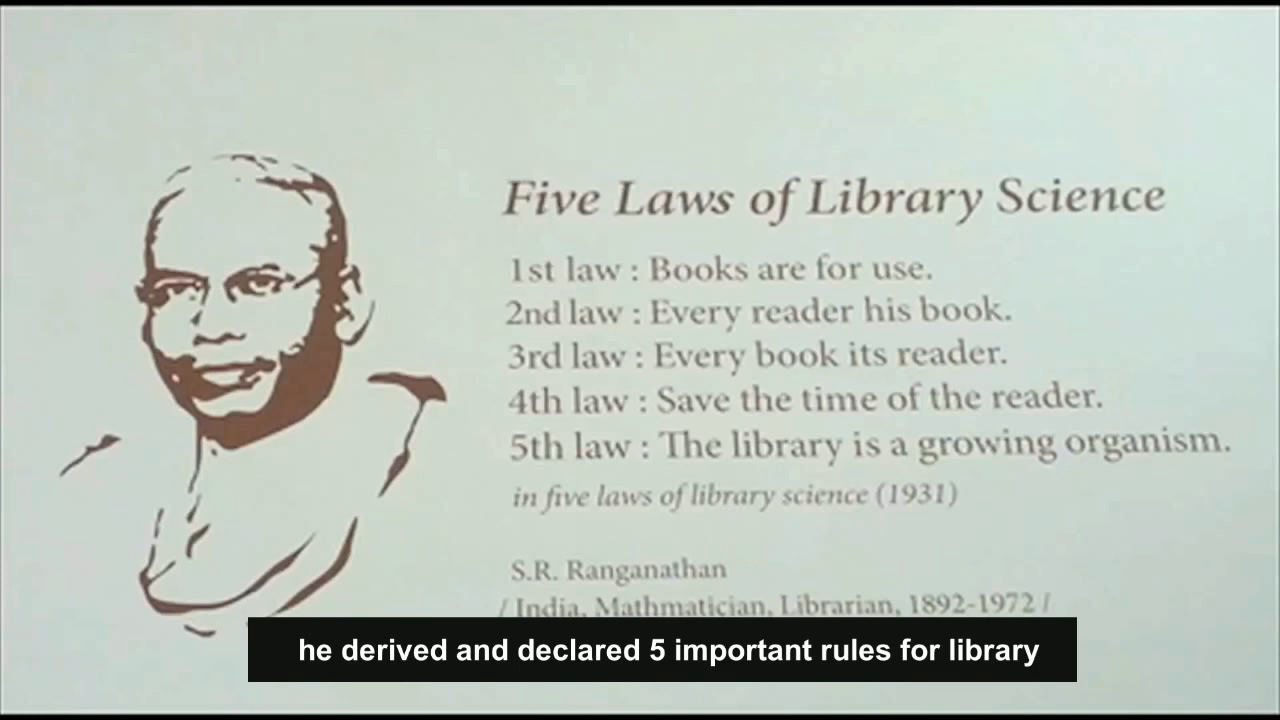 Five Laws of Library Science
1st law : Books are for use.
2nd law : Every reader his book.
3rd law : Every book its reader.
4th law : Save the time of the reader.
5th law : The library is a growing organism.
in five laws of library science (1931)
S.R. Ranganathan
/ India, Mathmatician, Librarian, 1892-1972 /
he derived and declared 5 important rules for library